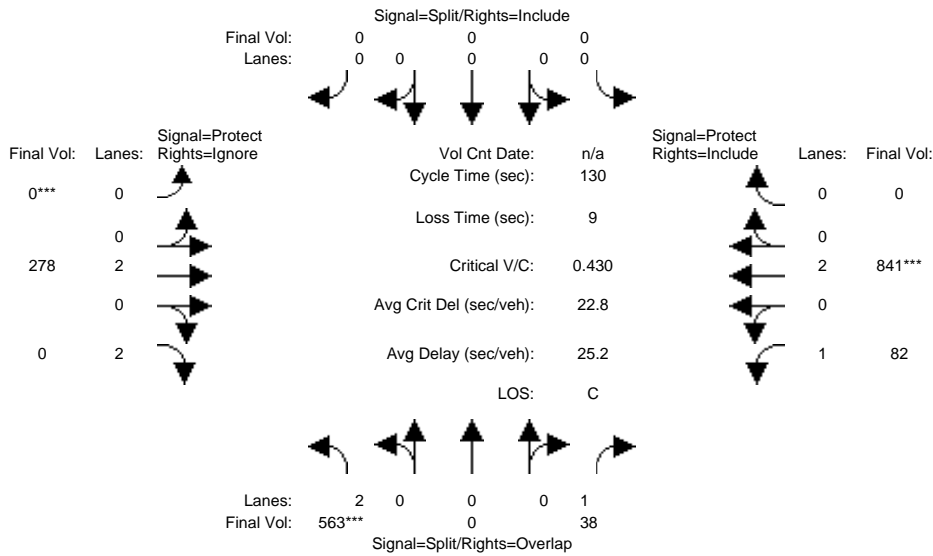 Signal=Split/Rights=Include
Final Vol: 0 0 0
Lanes: 0 0 0 0 0
Signal=Protect Signal=Protect
Final Vol: Lanes: Rights=Ignore Vol Cnt Date: n/a Rights=Include Lanes: Final Vol:
Cycle Time (sec): 130
0*** 0 0 0
Loss Time (sec): 9
0 0
278 2 Critical V/C: 0.430 2 841***
0 Avg Crit Del (sec/veh): 22.8 0
0 2 Avg Delay (sec/veh): 25.2 1 82
LOS: C
Lanes: 2 0 0 0 1
Final Vol: 563*** 0 38
Signal=Split/Rights=Overlap